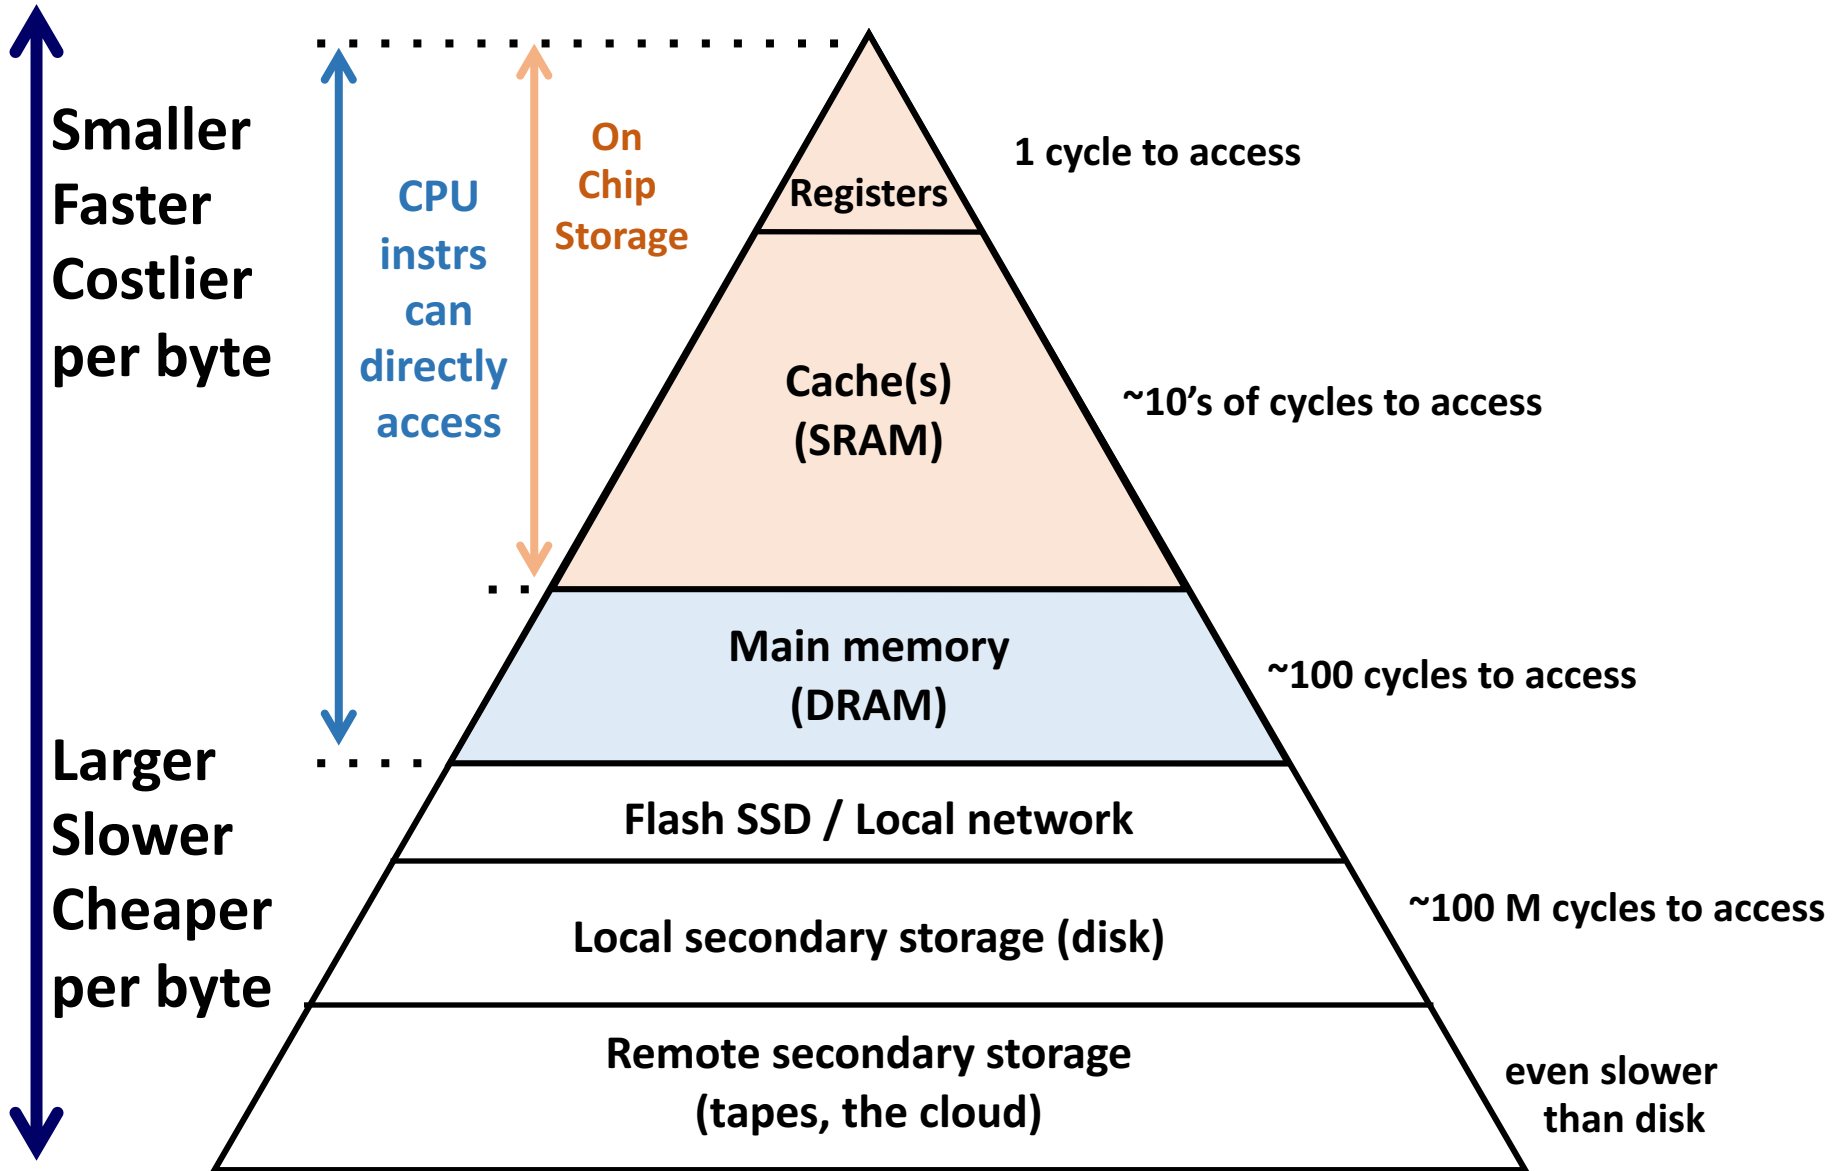 Smaller
Faster
Costlier
per byte
Larger
Slower
Cheaper
per byte
CPU
instrs
can
directly
access
On
Chip
Storage
Registers
1 cycle to access
Cache(s)
(SRAM)
~10’s of cycles to access
Main memory
(DRAM)
~100 cycles to access
Flash SSD / Local network
Local secondary storage (disk)
~100 M cycles to access
Remote secondary storage
(tapes, the cloud)
even slower
than disk